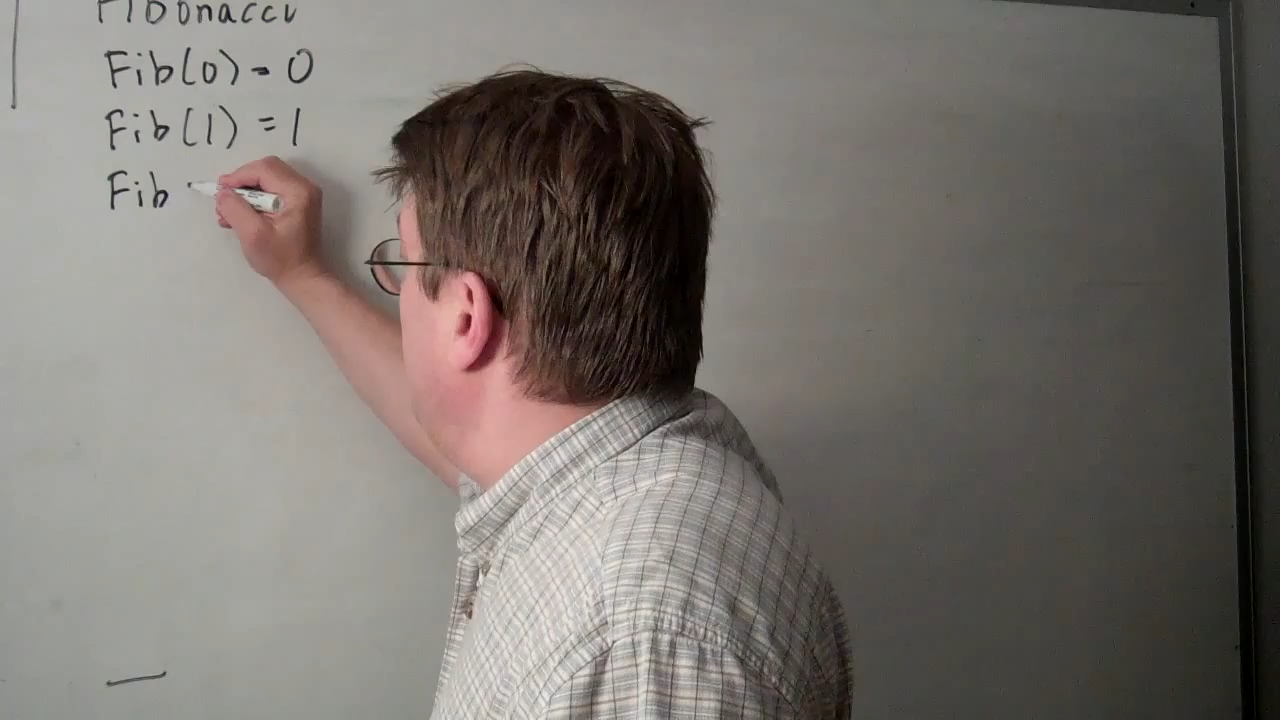 Fibonacci
Fib(0) = 0
Fib(1) = 1
Fib